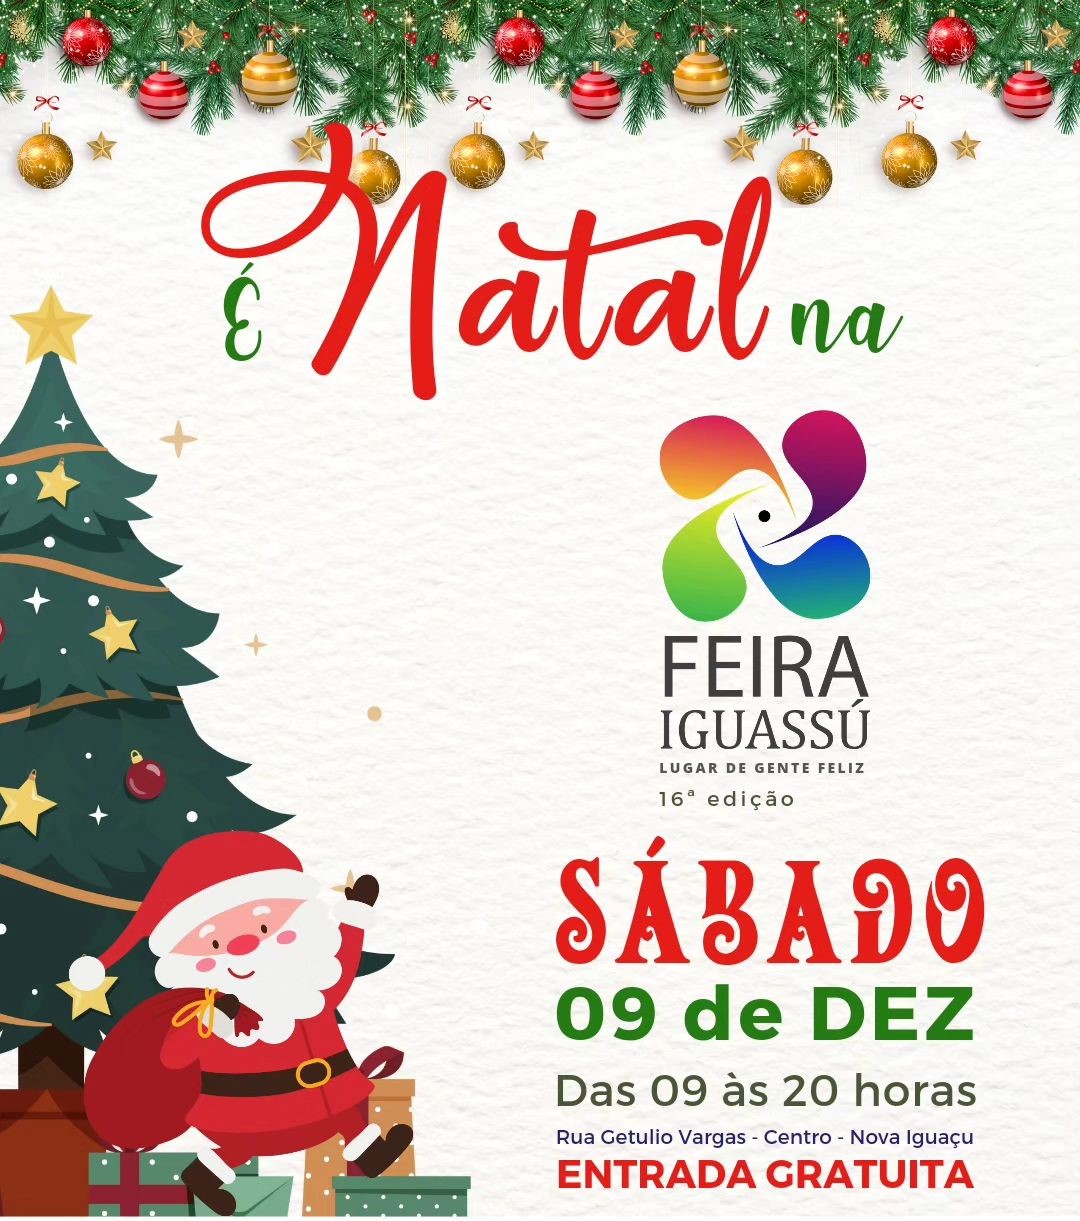 É Natal na
FEIRA
IGUASSÚ
LUGAR DE GENTE FELIZ
16ª edição
SÁBADO
09 de DEZ
Das 09 às 20 horas
Rua Getulio Vargas - Centro - Nova Iguaçu
ENTRADA GRATUITA